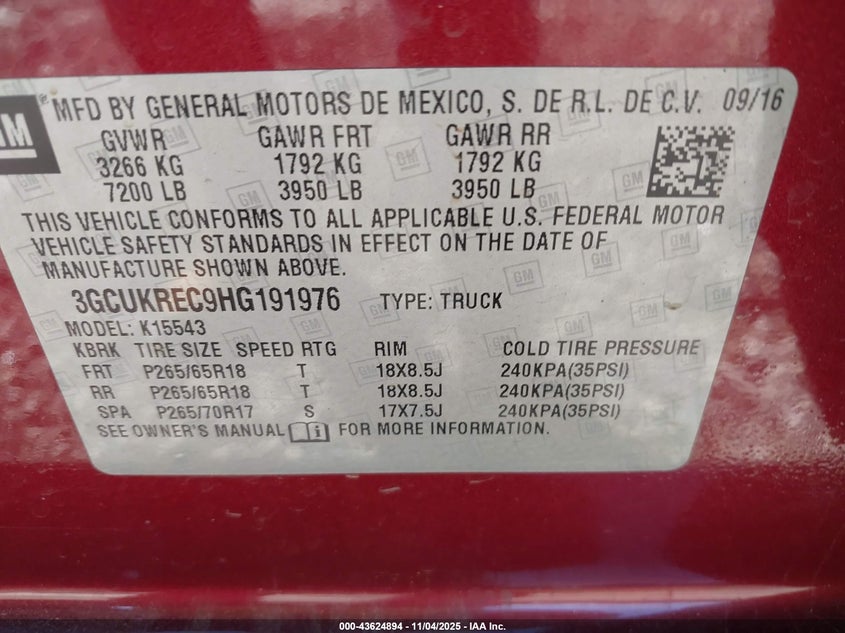 GM
® MFD BY GENERAL MOTORS DE MEXICO, S. DE R.L. DE C.V. 09/16
GVWR GAWR FRT GAWR RR
3266 KG 1792 KG 1792 KG
7200 LB 3950 LB 3950 LB
THIS VEHICLE CONFORMS TO ALL APPLICABLE U.S. FEDERAL MOTOR
VEHICLE SAFETY STANDARDS IN EFFECT ON THE DATE OF
MANUFACTURE SHOWN ABOVE.
3GCUKREC9HG191976 TYPE: TRUCK
MODEL: K15543
KBRK TIRE SIZE SPEED RTG RIM COLD TIRE PRESSURE
FRT P265/65R18 T 18X8.5J 240KPA(35PSI)
RR P265/65R18 T 18X8.5J 240KPA(35PSI)
SPA P265/70R17 S 17X7.5J 240KPA(35PSI)
SEE OWNER'S MANUAL FOR MORE INFORMATION.
000-43624894 - 11/04/2025 - IAA Inc.